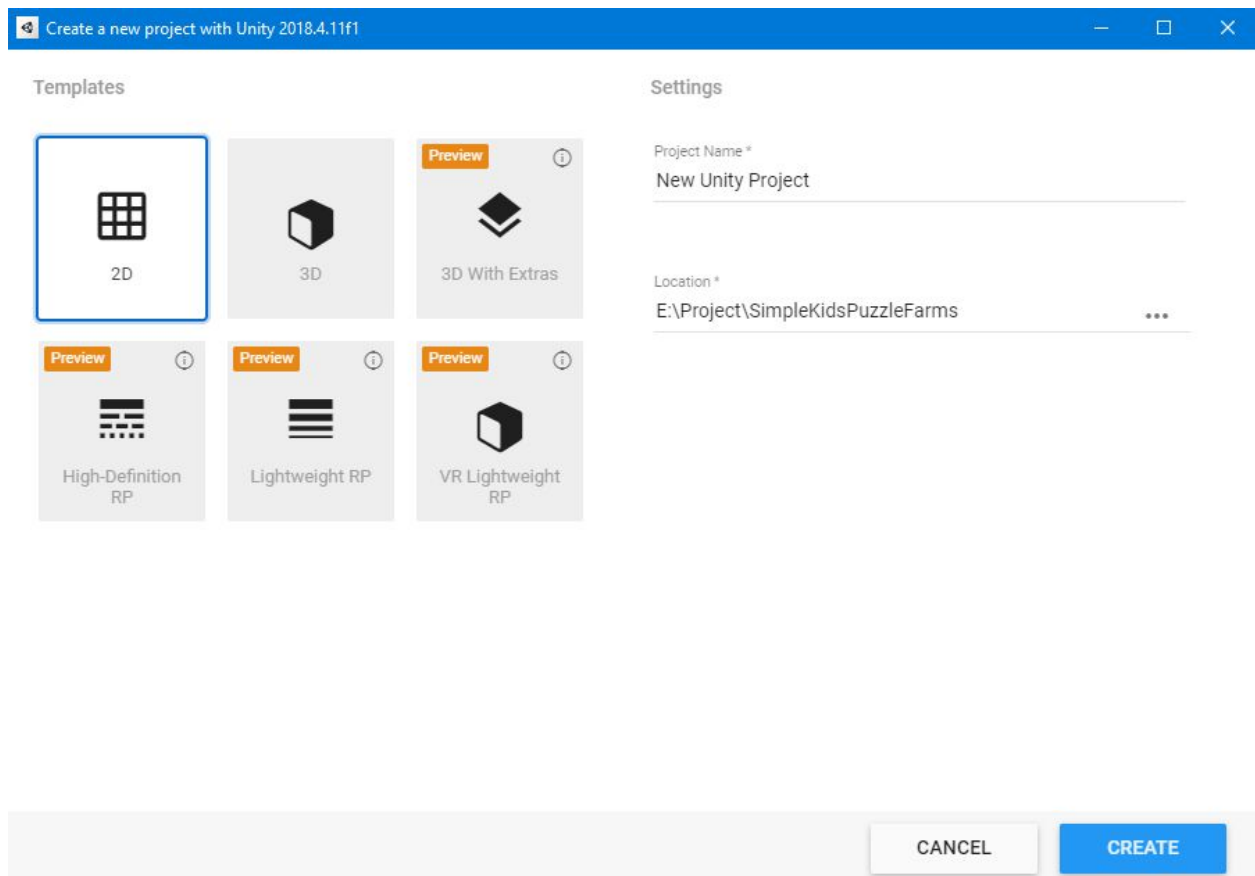 Create a new project with Unity 2018.4.11f1
Templates
Settings
2D
3D
Preview
3D With Extras
Preview
High-Definition
RP
Preview
Lightweight RP
Preview
VR Lightweight
RP
Project Name *
New Unity Project
Location *
E:\Project\SimpleKidsPuzzleFarms
CANCEL
CREATE